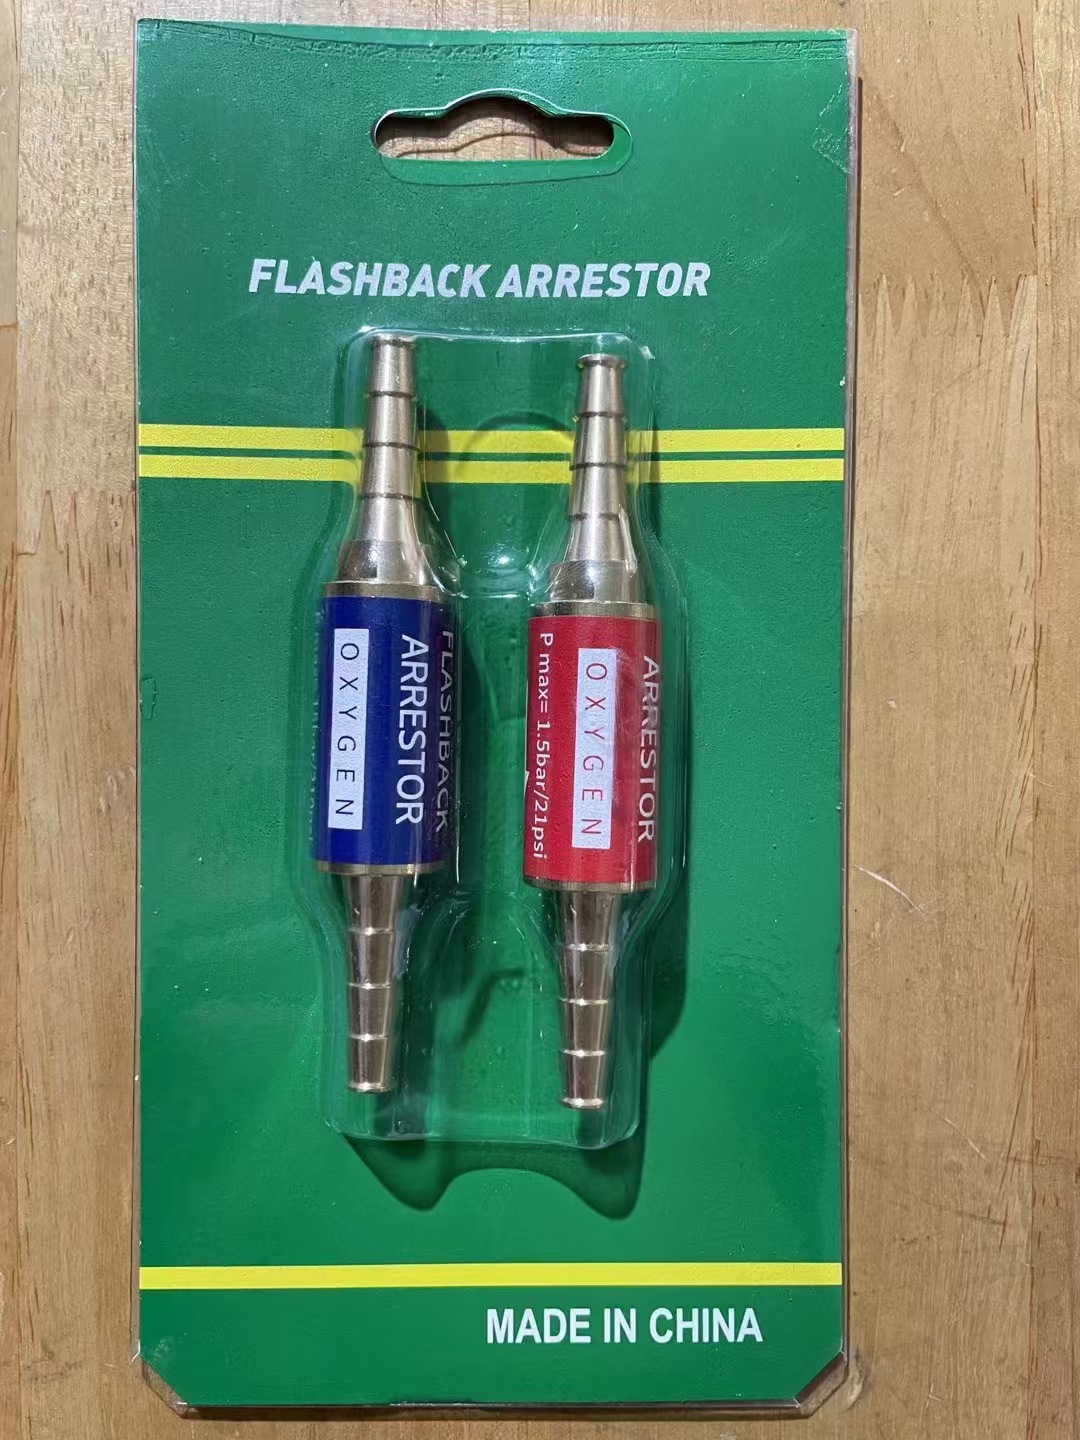 FLASHBACK ARRESTOR
FLASHBACK
ARRESTOR
OXYGEN
ARRESTOR
OXYGEN
P max= 1.5bar/21psi
MADE IN CHINA